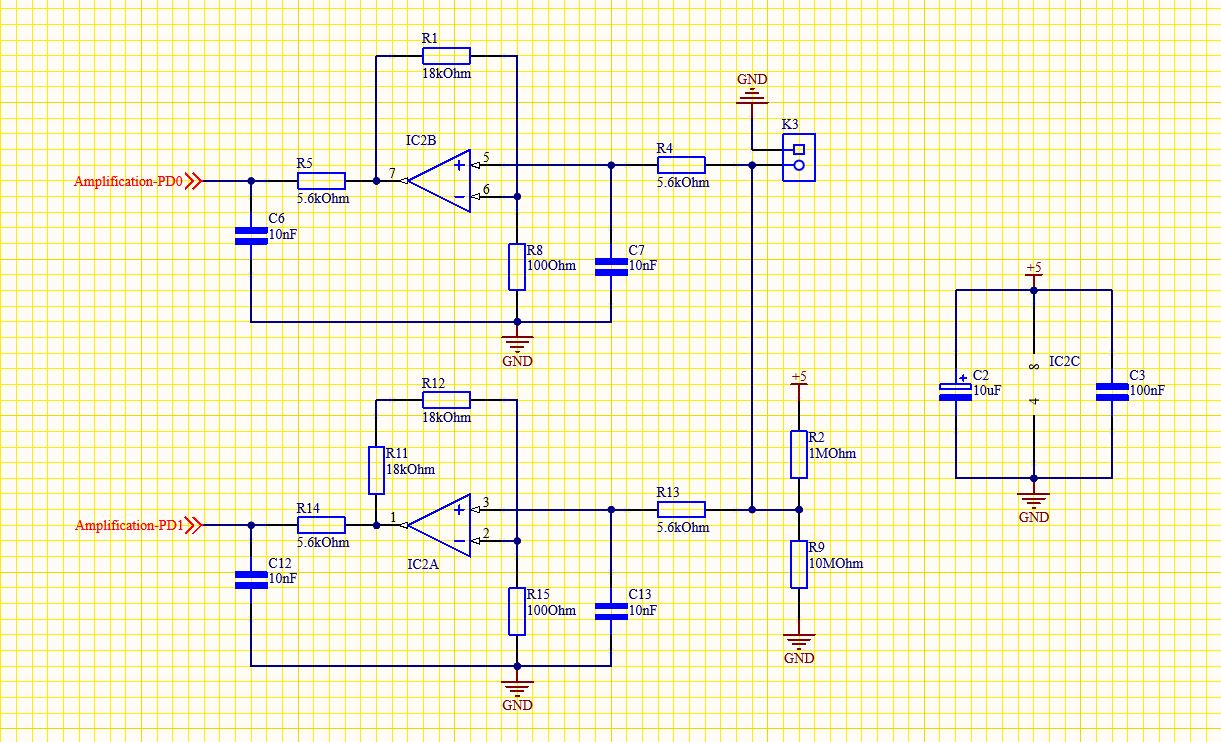 R1
18kOhm
GND
K3
IC2B
R5
7
+
5
R4
Amplification-PD0
5.6kOhm
−
6
5.6kOhm
C6
10nF
R8
100Ohm
C7
10nF
GND
+5
IC2C
8
C2
+
10uF
4
C3
100nF
GND
R12
18kOhm
+5
R11
18kOhm
R2
1MOhm
R14
1
+
3
R13
Amplification-PD1
5.6kOhm
−
2
5.6kOhm
IC2A
R9
10MOhm
C12
10nF
R15
100Ohm
C13
10nF
GND
GND